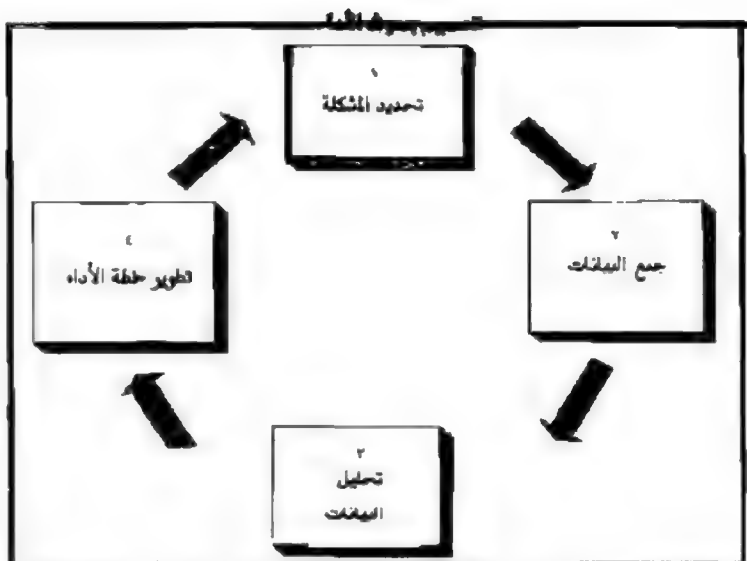 ١
تحديد المشكلة
٢
جمع البيانات
٣
تحليل
البيانات
٤
تطوير خطة الأداء